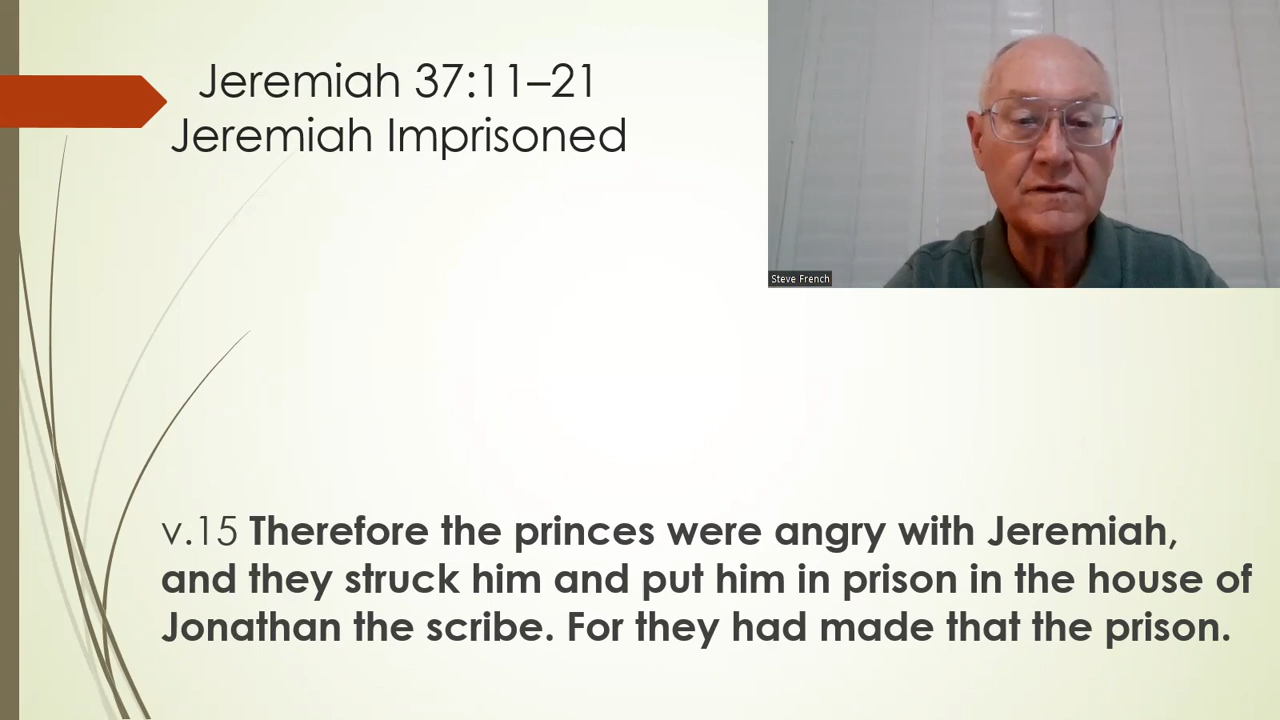 Jeremiah 37:11–21
Jeremiah Imprisoned
Steve French
v.15 Therefore the princes were angry with Jeremiah,
and they struck him and put him in prison in the house of
Jonathan the scribe. For they had made that the prison.